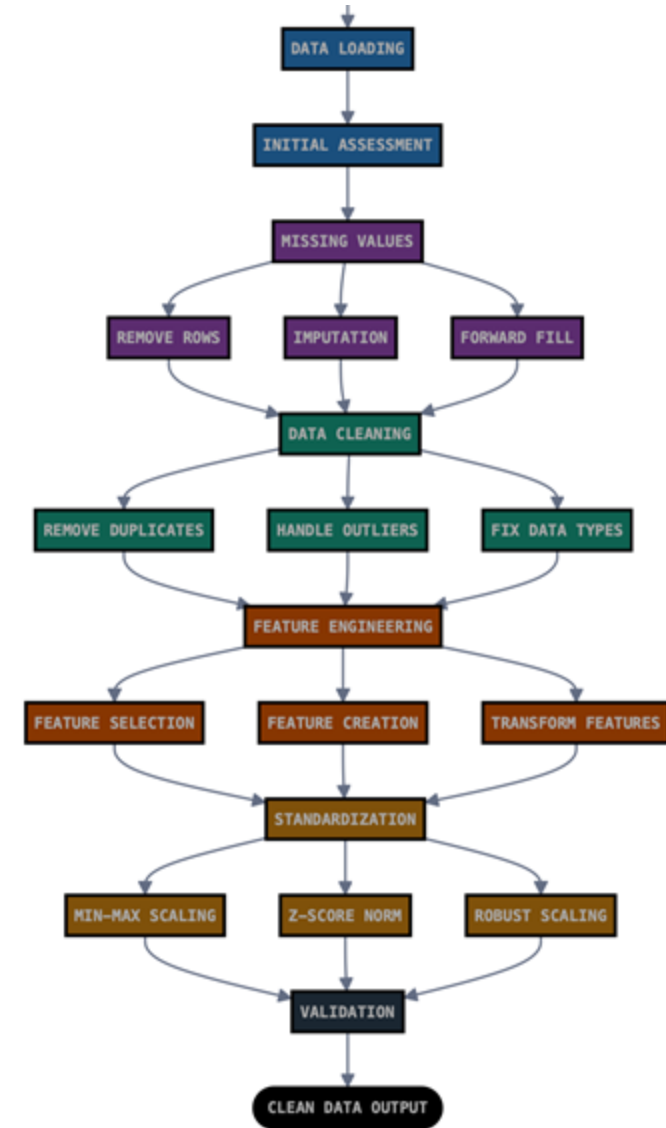 DATA LOADING
INITIAL ASSESSMENT
MISSING VALUES
REMOVE ROWS
IMPUTATION
FORWARD FILL
DATA CLEANING
REMOVE DUPLICATES
HANDLE OUTLIERS
FIX DATA TYPES
FEATURE ENGINEERING
FEATURE SELECTION
FEATURE CREATION
TRANSFORM FEATURES
STANDARDIZATION
MIN-MAX SCALING
Z-SCORE NORM
ROBUST SCALING
VALIDATION
CLEAN DATA OUTPUT